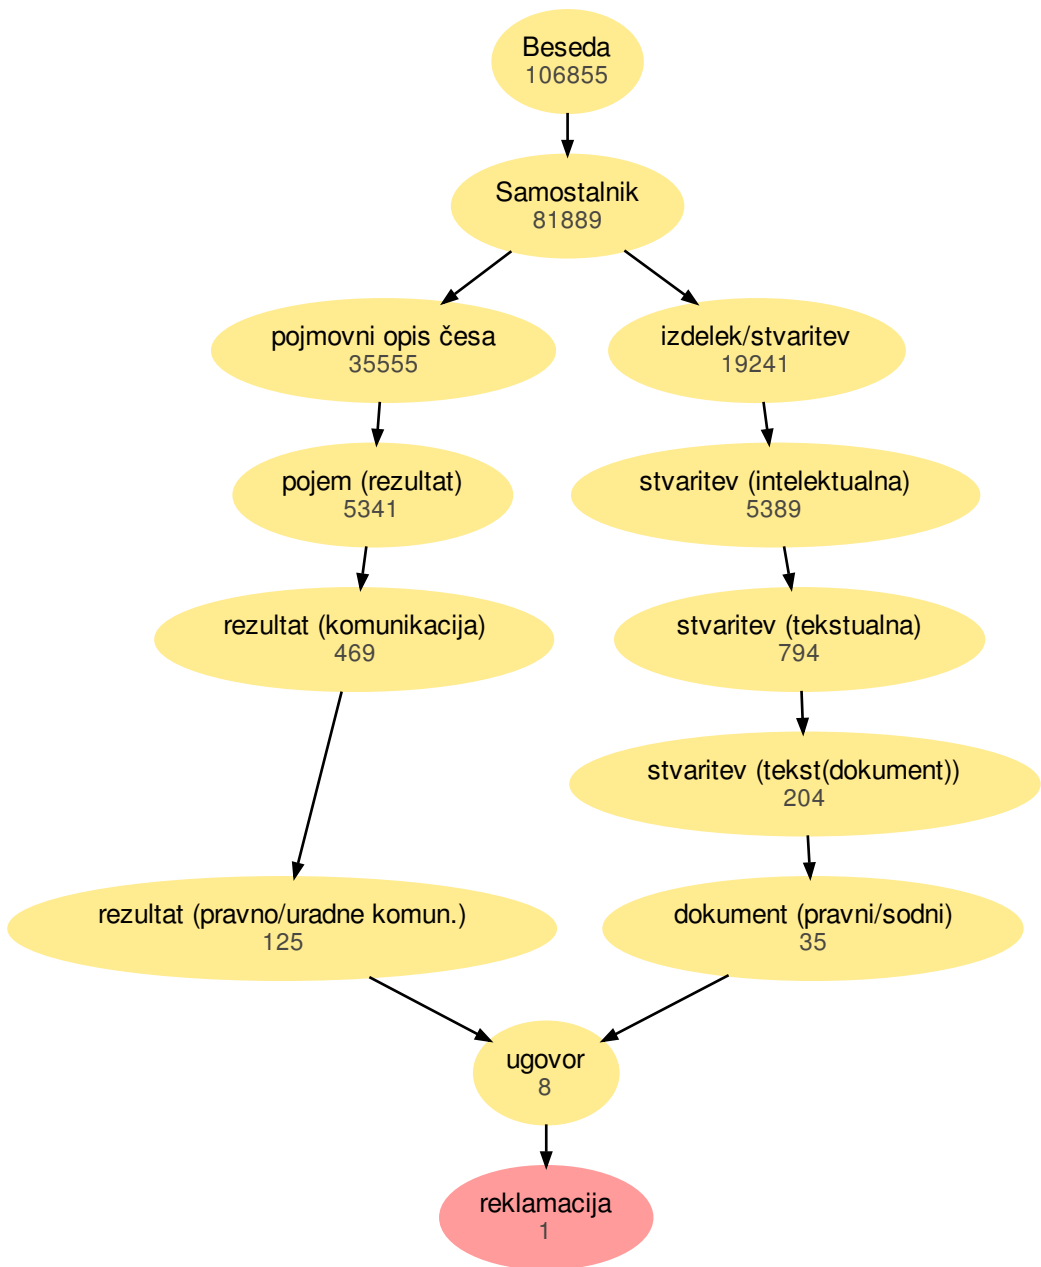 Beseda
106855
Samostalnik
81889
pojmovni opis česa
35555
izdelek/stvaritev
19241
pojem (rezultat)
5341
stvaritev (intelektualna)
5389
rezultat (komunikacija)
469
stvaritev (tekstualna)
794
stvaritev (tekst(dokument))
204
rezultat (pravno/uradne komun.)
125
dokument (pravni/sodni)
35
ugovor
8
reklamacija
1